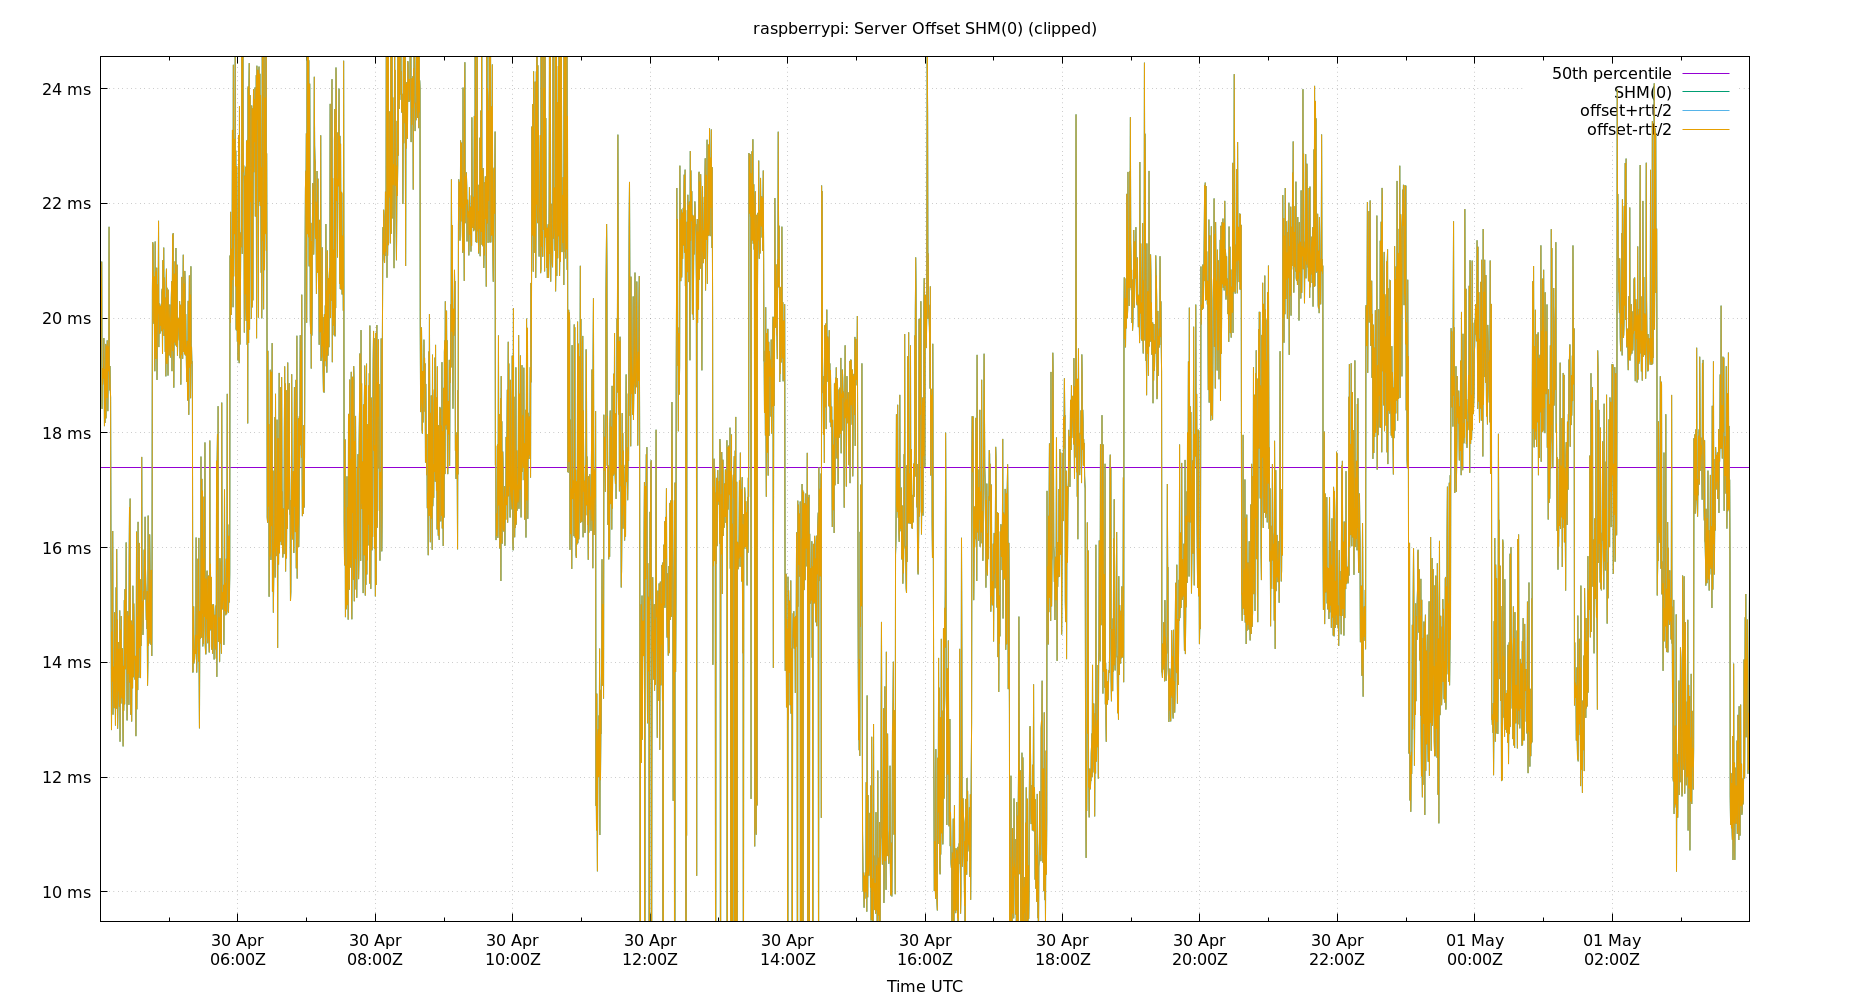 raspberrypi: Server Offset SHM(0) (clipped)
50th percentile
SHM(0)
offset+rtt/2
offset-rtt/2
24 ms
22 ms
20 ms
18 ms
16 ms
14 ms
12 ms
10 ms
30 Apr 30 Apr 30 Apr 30 Apr 30 Apr 30 Apr 30 Apr 30 Apr 30 Apr 01 May 01 May
06:00Z 08:00Z 10:00Z 12:00Z 14:00Z 16:00Z 18:00Z 20:00Z 22:00Z 00:00Z 02:00Z
Time UTC